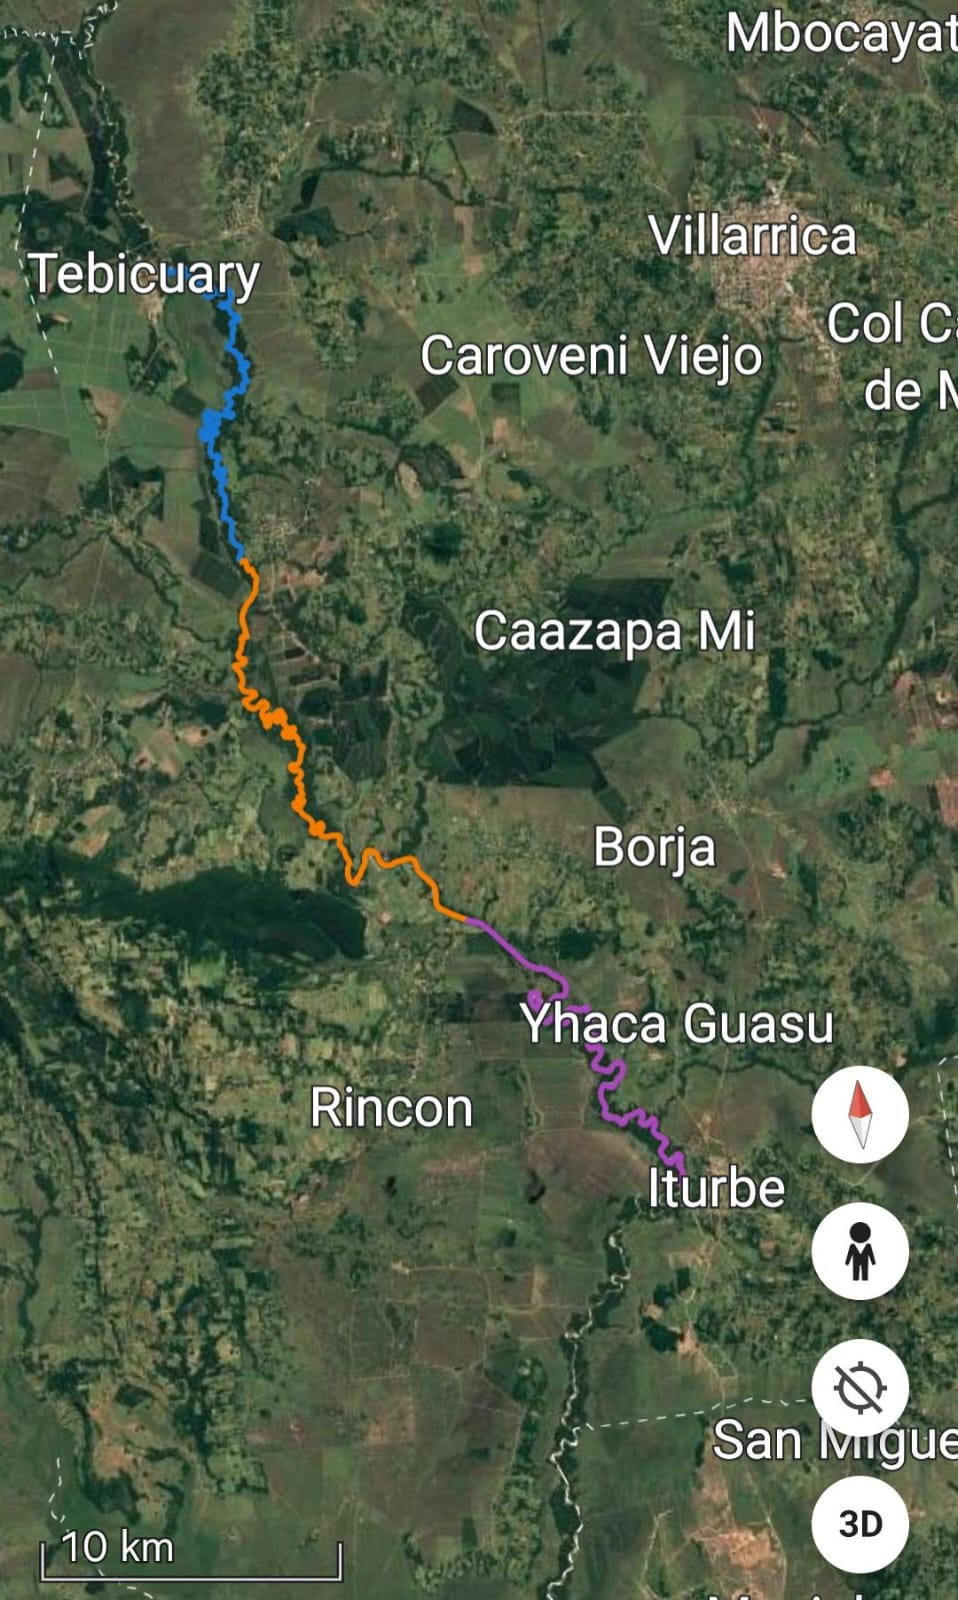 Mbocayat
Villarrica
Tebicuary
Col Ca
de M
Caroveni Viejo
Caazapa Mi
Borja
Yhaca Guasu
Rincon
Iturbe
San Migue
3D
10 km